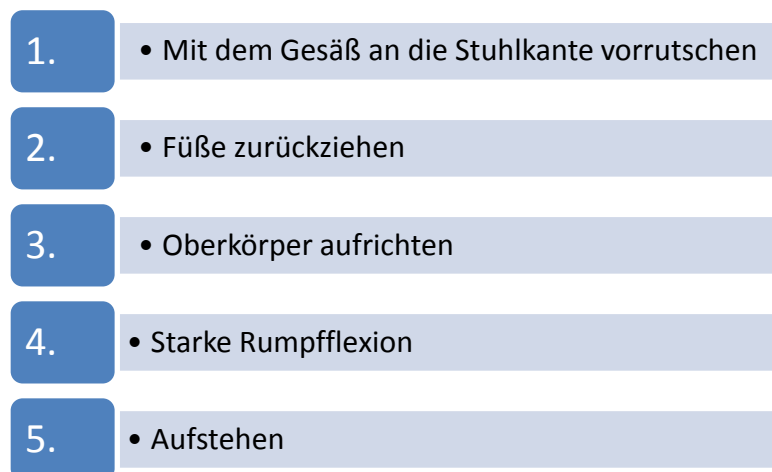 1. • Mit dem Gesäß an die Stuhlkante vorrutschen
2. • Füße zurückziehen
3. • Oberkörper aufrichten
4. • Starke Rumpfflexion
5. • Aufstehen